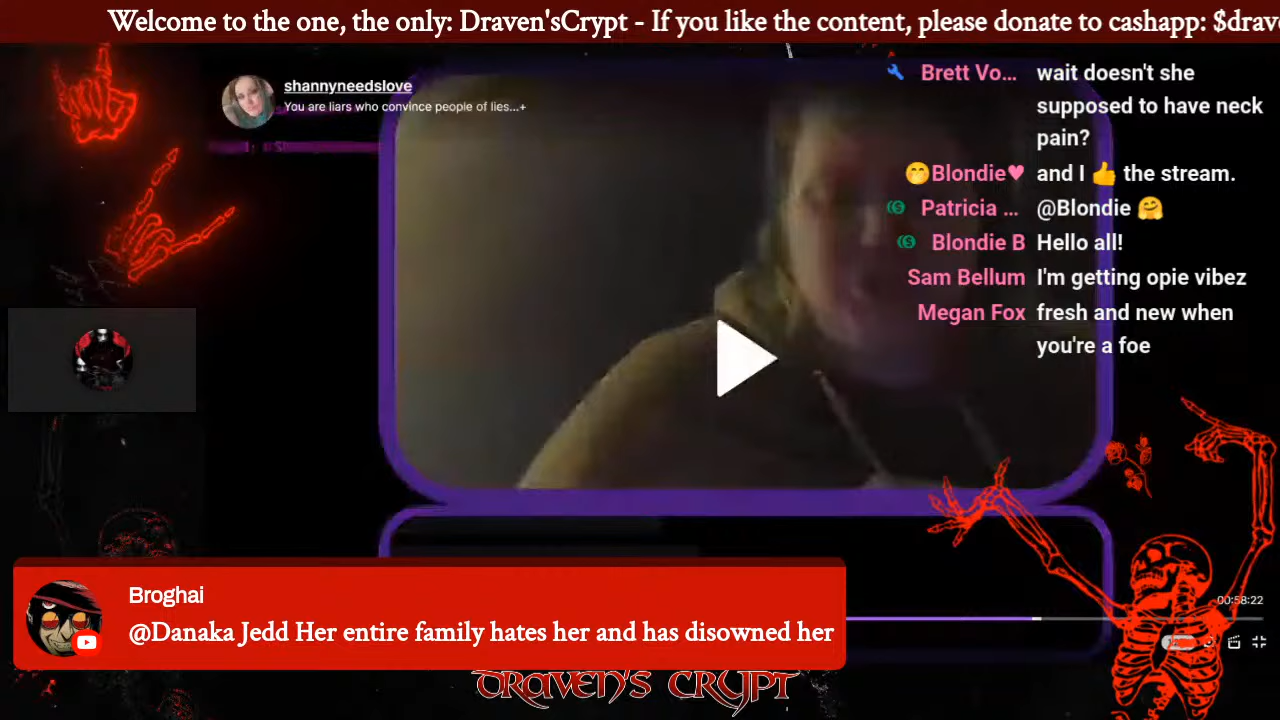 Welcome to the one, the only: Draven'sCrypt - If you like the content, please donate to cashapp: $drav
shannyneedslove
You are liars who convince people of lies...+
Brett Vo... wait doesn't she
supposed to have neck
pain?
🤭Blondie♥ and I 👍 the stream.
Patricia ... @Blondie 🤗
Blondie B Hello all!
Sam Bellum I'm getting opie vibez
Megan Fox fresh and new when
you're a foe
Broghai
@Danaka Jedd Her entire family hates her and has disowned her
00:58:22
DRAVEN'S CRYPT